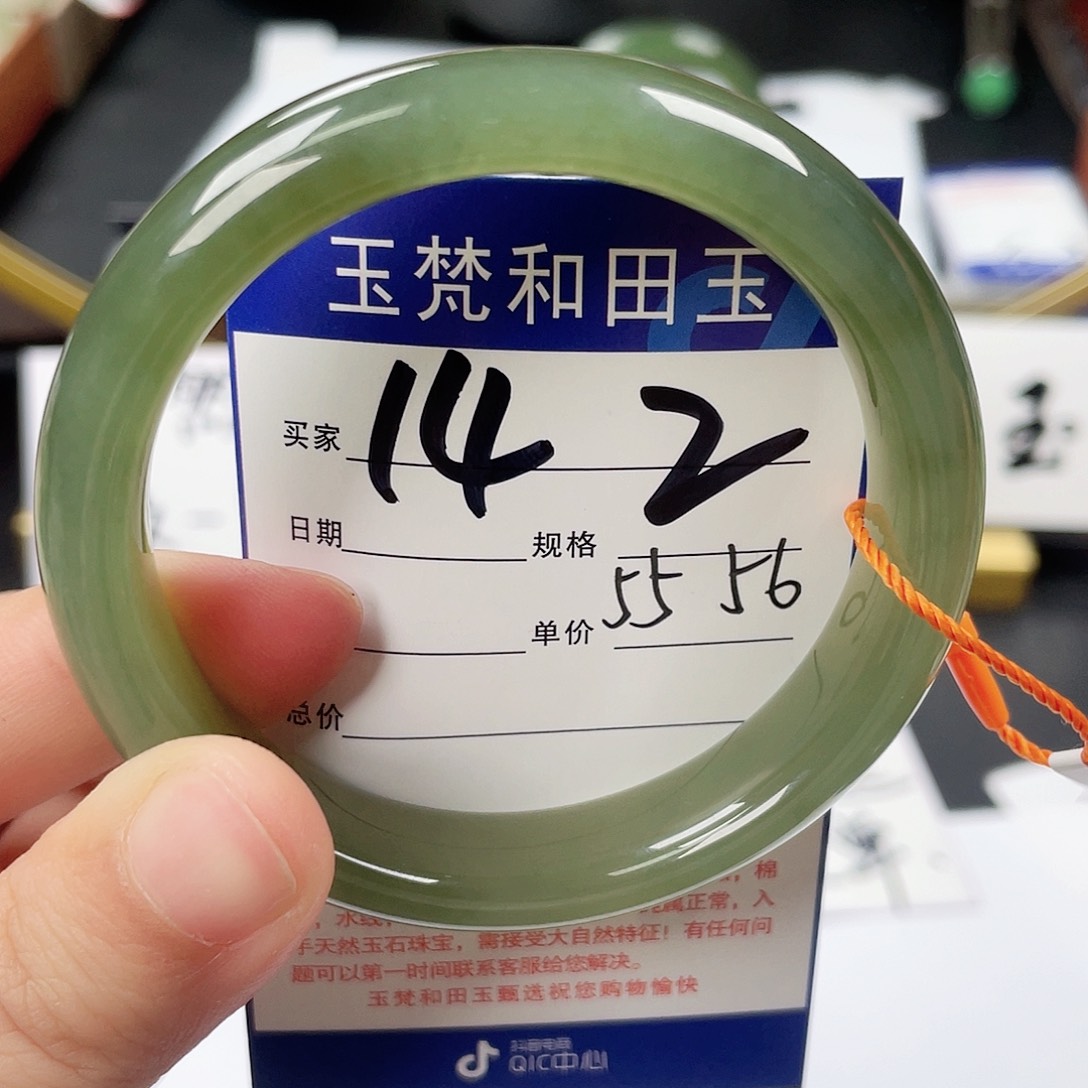 玉梵和田玉
买家 14 2
日期 规格
55 56
单价
总价
，棉
，水线， 属正常，入
手天然玉石珠宝，需接受大自然特征！有任何问
题可以第一时间联系客服给您解决。
玉梵和田玉甄选祝您购物愉快
抖音电商
QIC中心
玉